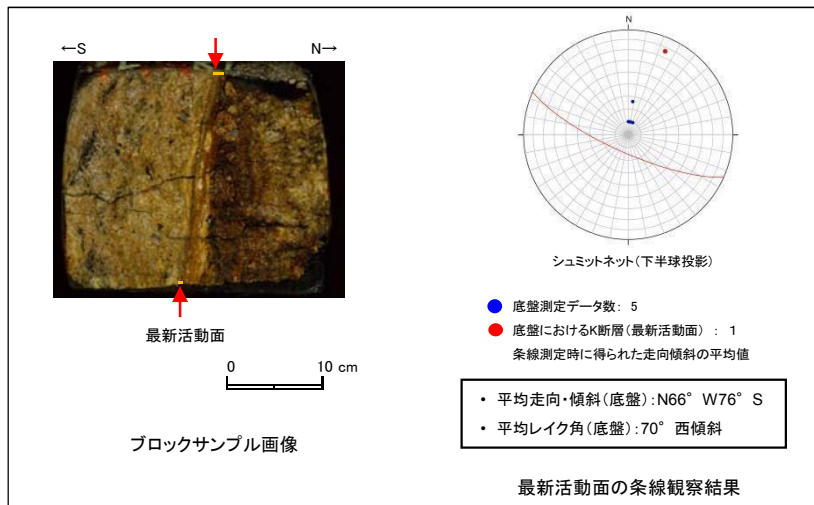 ←S
N→
最新活動面
0
10 cm
ブロックサンプル画像
N
シュミットネット(下半球投影)
● 底盤測定データ数: 5
● 底盤におけるK断層(最新活動面) : 1
条線測定時に得られた走向傾斜の平均値
• 平均走向・傾斜(底盤):N66° W76° S
• 平均レイク角(底盤):70° 西傾斜
最新活動面の条線観察結果